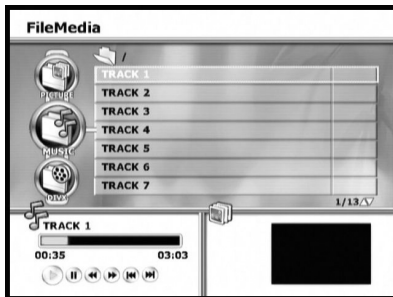 FileMedia
/
PICTURE
TRACK 1
TRACK 2
TRACK 3
MUSIC
TRACK 4
TRACK 5
TRACK 6
DIVX
TRACK 7
1/13
TRACK 1
00:35 03:03